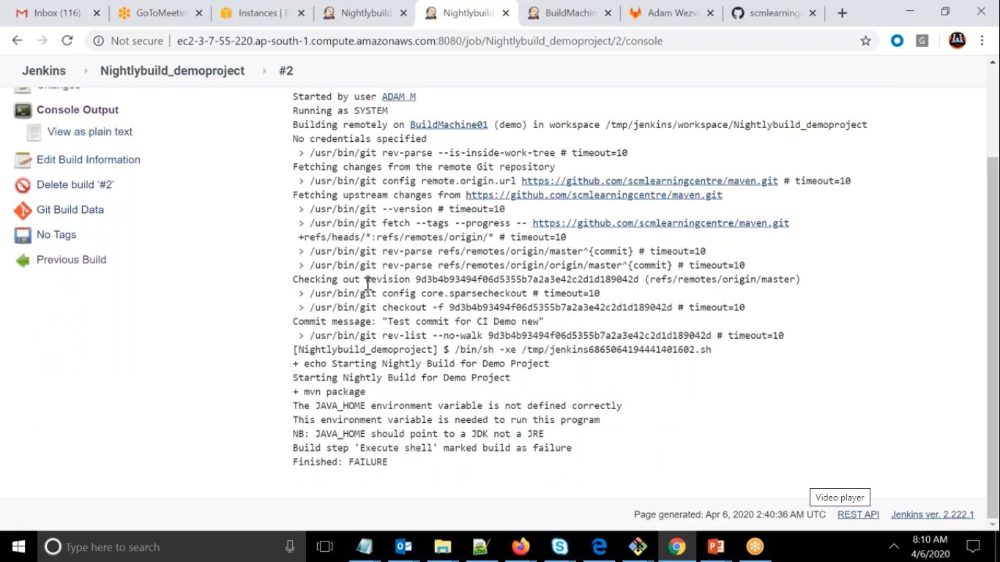 Inbox (116)
GoToMeetin
Instances | E
Nightlybuild
Nightlybuild
BuildMachin
Adam Wezva
scmlearning
Not secure
ec2-3-7-55-220.ap-south-1.compute.amazonaws.com:8080/job/Nightlybuild_demoproject/2/console
G
Jenkins
Nightlybuild_demoproject
#2
Changes
Console Output
View as plain text
Edit Build Information
Delete build '#2'
Git Build Data
No Tags
Previous Build
Started by user ADAM M
Running as SYSTEM
Building remotely on BuildMachine01 (demo) in workspace /tmp/jenkins/workspace/Nightlybuild_demoproject
No credentials specified
> /usr/bin/git rev-parse --is-inside-work-tree # timeout=10
Fetching changes from the remote Git repository
> /usr/bin/git config remote.origin.url https://github.com/scmlearningcentre/maven.git # timeout=10
Fetching upstream changes from https://github.com/scmlearningcentre/maven.git
> /usr/bin/git --version # timeout=10
> /usr/bin/git fetch --tags --progress -- https://github.com/scmlearningcentre/maven.git
+refs/heads/*:refs/remotes/origin/* # timeout=10
> /usr/bin/git rev-parse refs/remotes/origin/master^{commit} # timeout=10
> /usr/bin/git rev-parse refs/remotes/origin/origin/master^{commit} # timeout=10
Checking out Revision 9d3b4b93494f06d5355b7a2a3e42c2d1d189042d (refs/remotes/origin/master)
> /usr/bin/git config core.sparsecheckout # timeout=10
> /usr/bin/git checkout -f 9d3b4b93494f06d5355b7a2a3e42c2d1d189042d # timeout=10
Commit message: "Test commit for CI Demo new"
> /usr/bin/git rev-list --no-walk 9d3b4b93494f06d5355b7a2a3e42c2d1d189042d # timeout=10
[Nightlybuild_demoproject] $ /bin/sh -xe /tmp/jenkins6865064194441401602.sh
+ echo Starting Nightly Build for Demo Project
Starting Nightly Build for Demo Project
+ mvn package
The JAVA_HOME environment variable is not defined correctly
This environment variable is needed to run this program
NB: JAVA_HOME should point to a JDK not a JRE
Build step 'Execute shell' marked build as failure
Finished: FAILURE
Video player
Page generated: Apr 6, 2020 2:40:36 AM UTC
REST API
Jenkins ver. 2.222.1
Type here to search
8:10 AM
4/6/2020